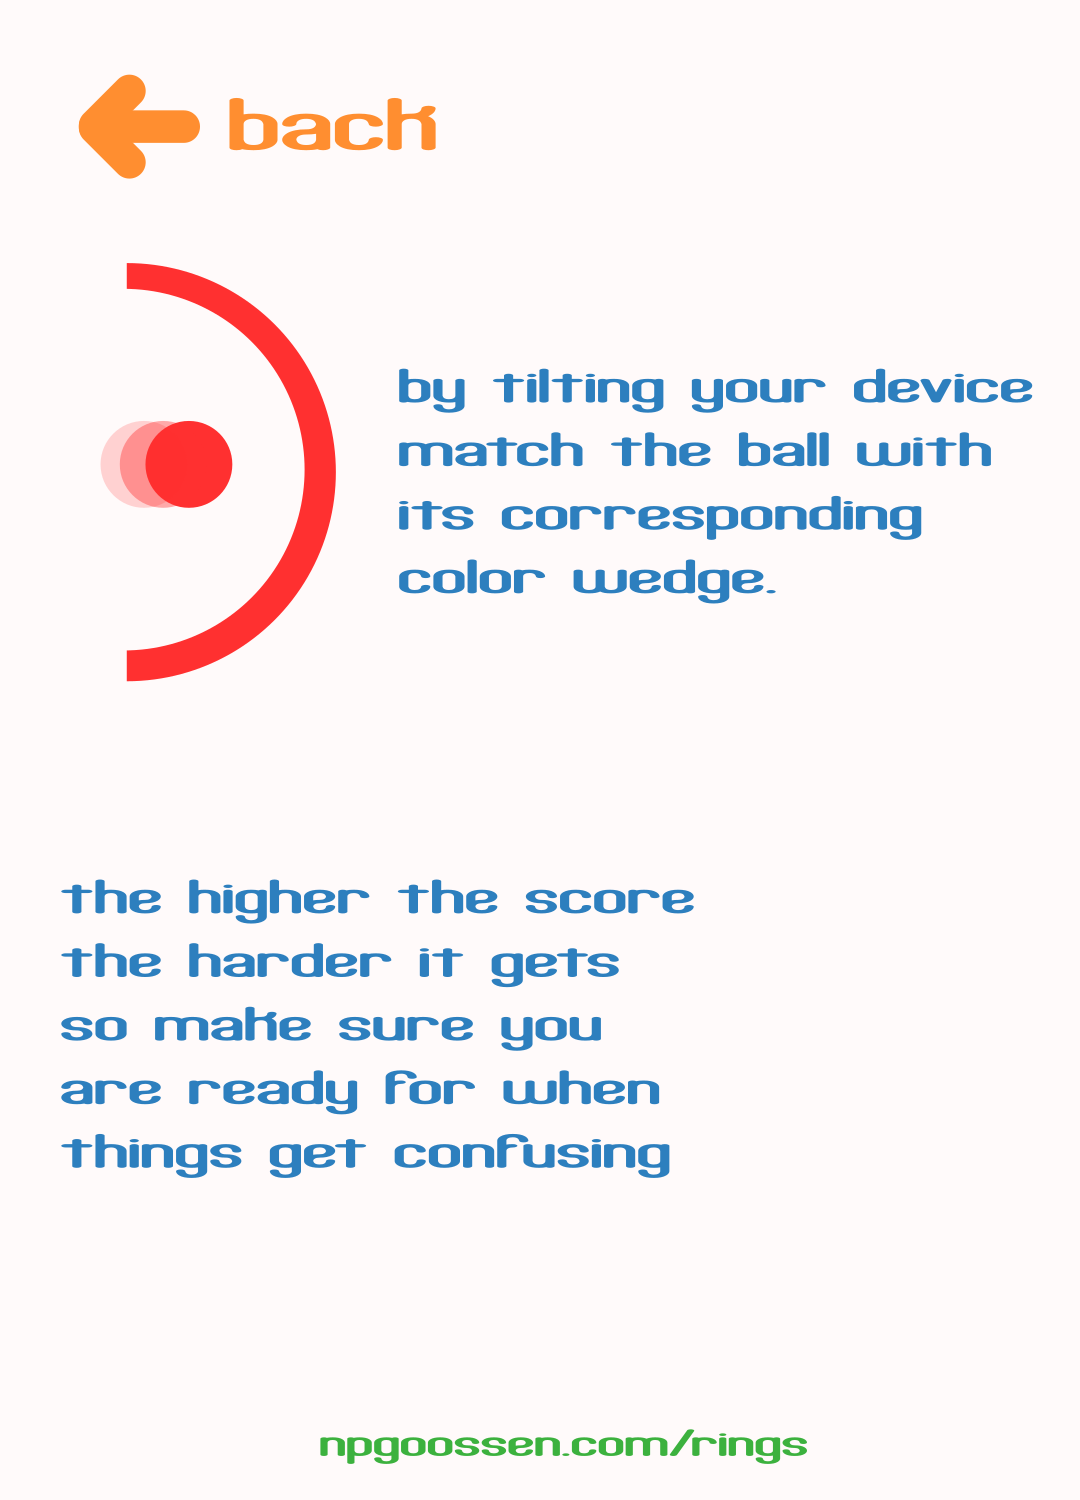 back
by tilting your device
match the ball with
its corresponding
color wedge.
the higher the score
the harder it gets
so make sure you
are ready for when
things get confusing
npgoossen.com/rings